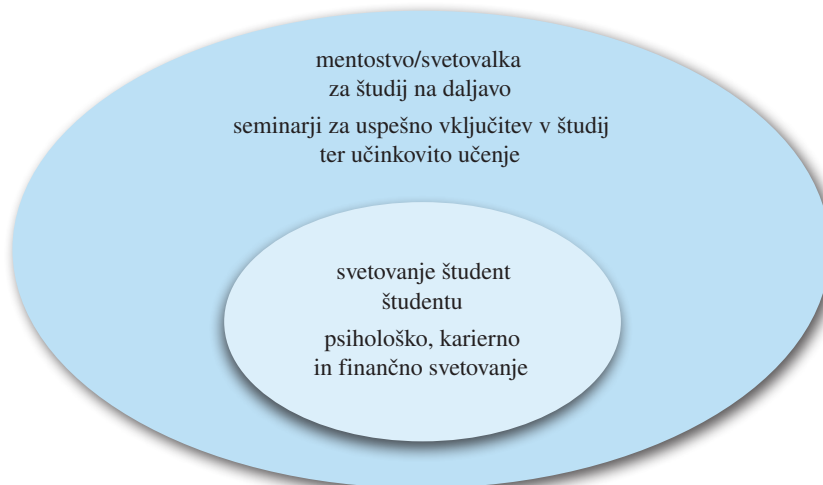 mentostvo/svetovalka
za študij na daljavo
seminarji za uspešno vključitev v študij
ter učinkovito učenje
svetovanje študent
študentu
psihološko, karierno
in finančno svetovanje